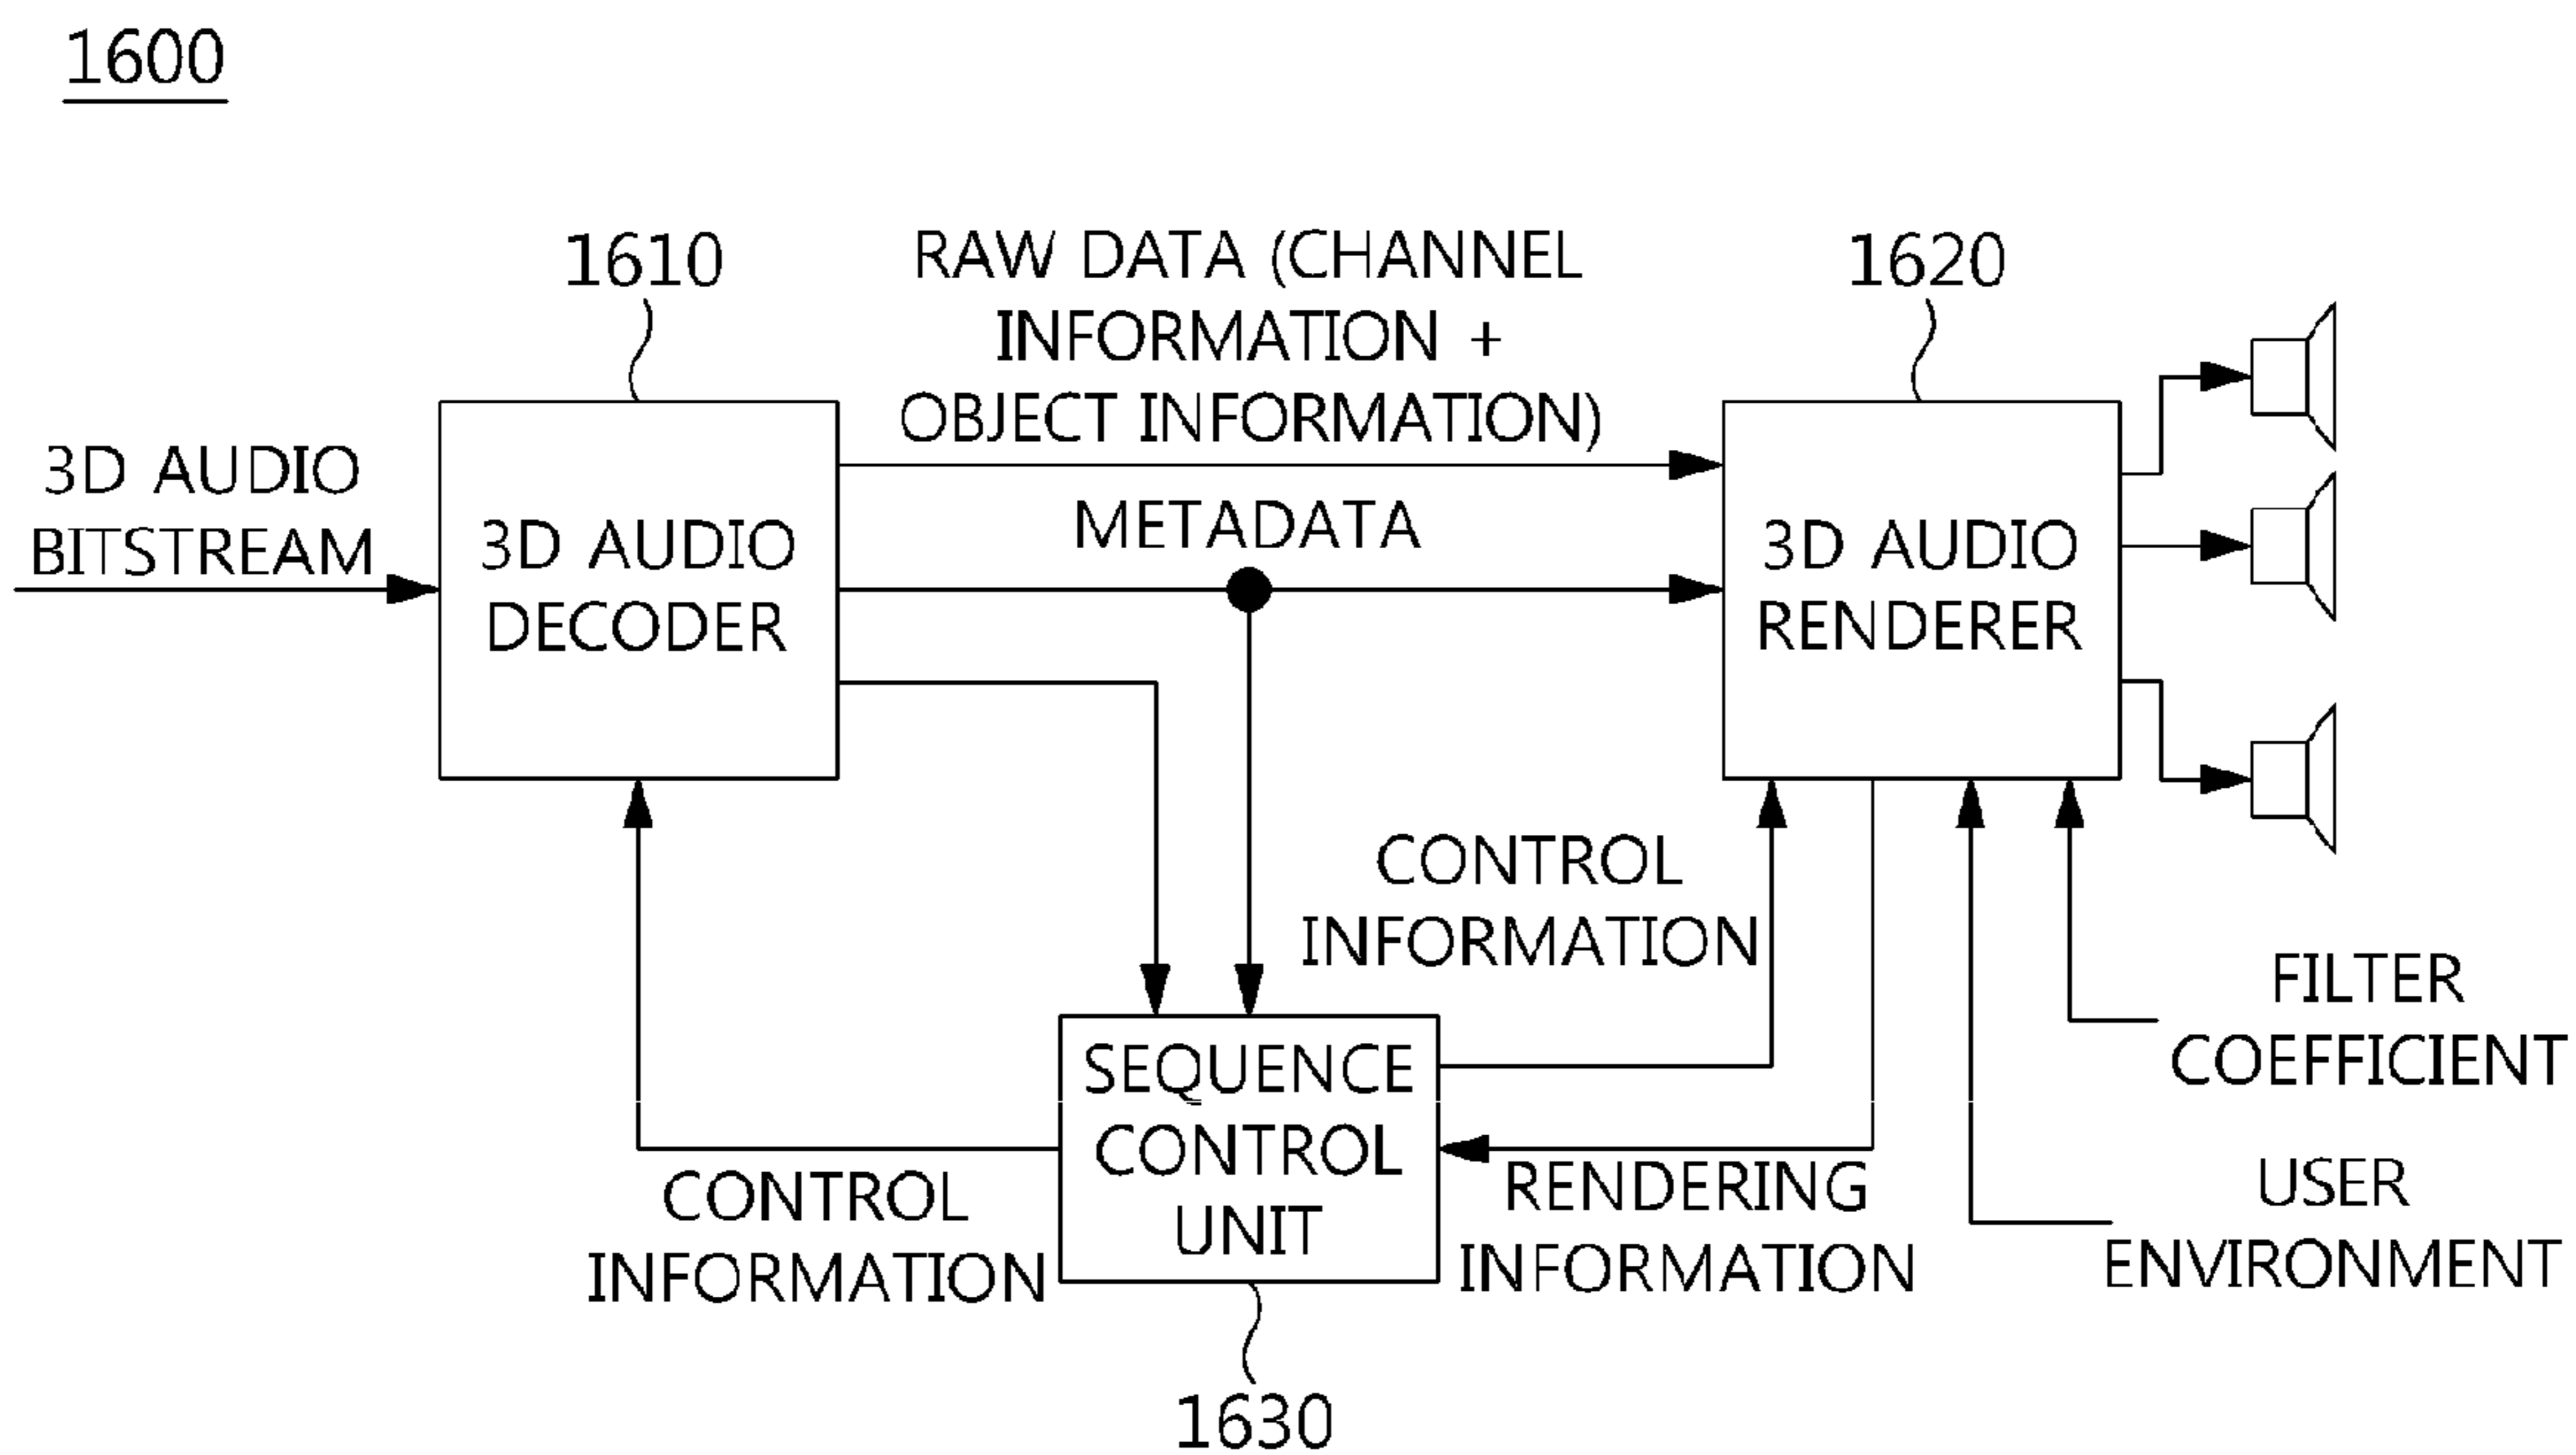 1600
1610
RAW DATA (CHANNEL
INFORMATION +
OBJECT INFORMATION)
1620
3D AUDIO
BITSTREAM
3D AUDIO
DECODER
METADATA
3D AUDIO
RENDERER
CONTROL
INFORMATION
FILTER
COEFFICIENT
SEQUENCE
CONTROL
UNIT
CONTROL
INFORMATION
RENDERING
INFORMATION
USER
ENVIRONMENT
1630